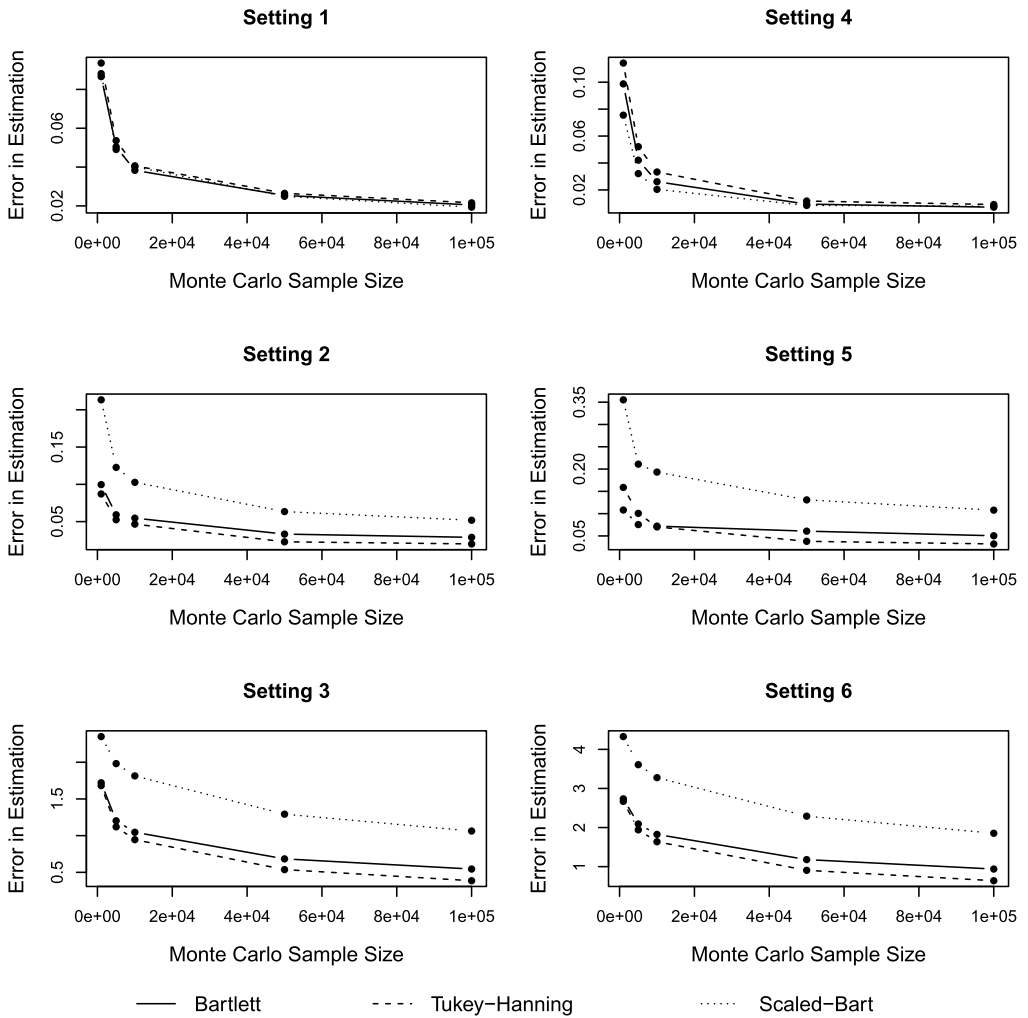 Setting 1
Error in Estimation
0.06
0.02
0e+00 2e+04 4e+04 6e+04 8e+04 1e+05
Monte Carlo Sample Size
Setting 4
Error in Estimation
0.10
0.06
0.02
0e+00 2e+04 4e+04 6e+04 8e+04 1e+05
Monte Carlo Sample Size
Setting 2
Error in Estimation
0.15
0.05
0e+00 2e+04 4e+04 6e+04 8e+04 1e+05
Monte Carlo Sample Size
Setting 5
Error in Estimation
0.35
0.20
0.05
0e+00 2e+04 4e+04 6e+04 8e+04 1e+05
Monte Carlo Sample Size
Setting 3
Error in Estimation
1.5
0.5
0e+00 2e+04 4e+04 6e+04 8e+04 1e+05
Monte Carlo Sample Size
Setting 6
Error in Estimation
4
3
2
1
0e+00 2e+04 4e+04 6e+04 8e+04 1e+05
Monte Carlo Sample Size
Bartlett Tukey−Hanning Scaled−Bart